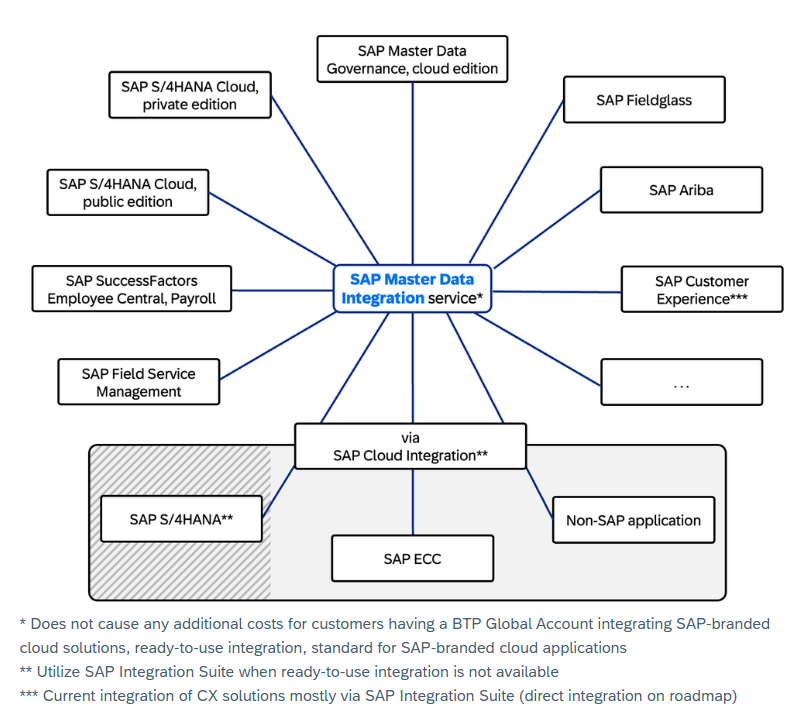 SAP Master Data
Governance, cloud edition
SAP S/4HANA Cloud,
private edition
SAP Fieldglass
SAP S/4HANA Cloud,
public edition
SAP Ariba
SAP SuccessFactors
Employee Central, Payroll
SAP Master Data
Integration service*
SAP Customer
Experience***
SAP Field Service
Management
...
via
SAP Cloud Integration**
SAP S/4HANA**
Non-SAP application
SAP ECC
* Does not cause any additional costs for customers having a BTP Global Account integrating SAP-branded
cloud solutions, ready-to-use integration, standard for SAP-branded cloud applications
** Utilize SAP Integration Suite when ready-to-use integration is not available
*** Current integration of CX solutions mostly via SAP Integration Suite (direct integration on roadmap)